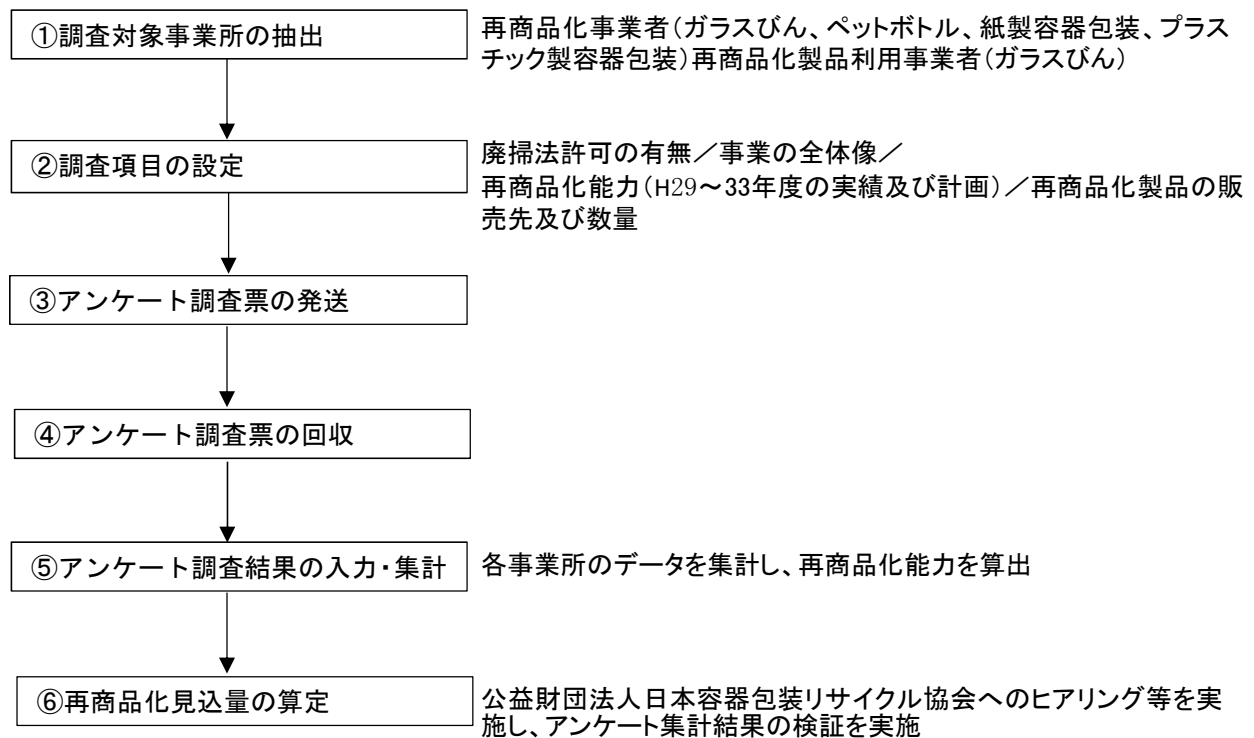 ①調査対象事業所の抽出
再商品化事業者(ガラスびん、ペットボトル、紙製容器包装、プラス
チック製容器包装)再商品化製品利用事業者(ガラスびん)
②調査項目の設定
廃掃法許可の有無/事業の全体像/
再商品化能力(H29~33年度の実績及び計画)/再商品化製品の販
売先及び数量
③アンケート調査票の発送
④アンケート調査票の回収
⑤アンケート調査結果の入力・集計
各事業所のデータを集計し、再商品化能力を算出
⑥再商品化見込量の算定
公益財団法人日本容器包装リサイクル協会へのヒアリング等を実
施し、アンケート集計結果の検証を実施